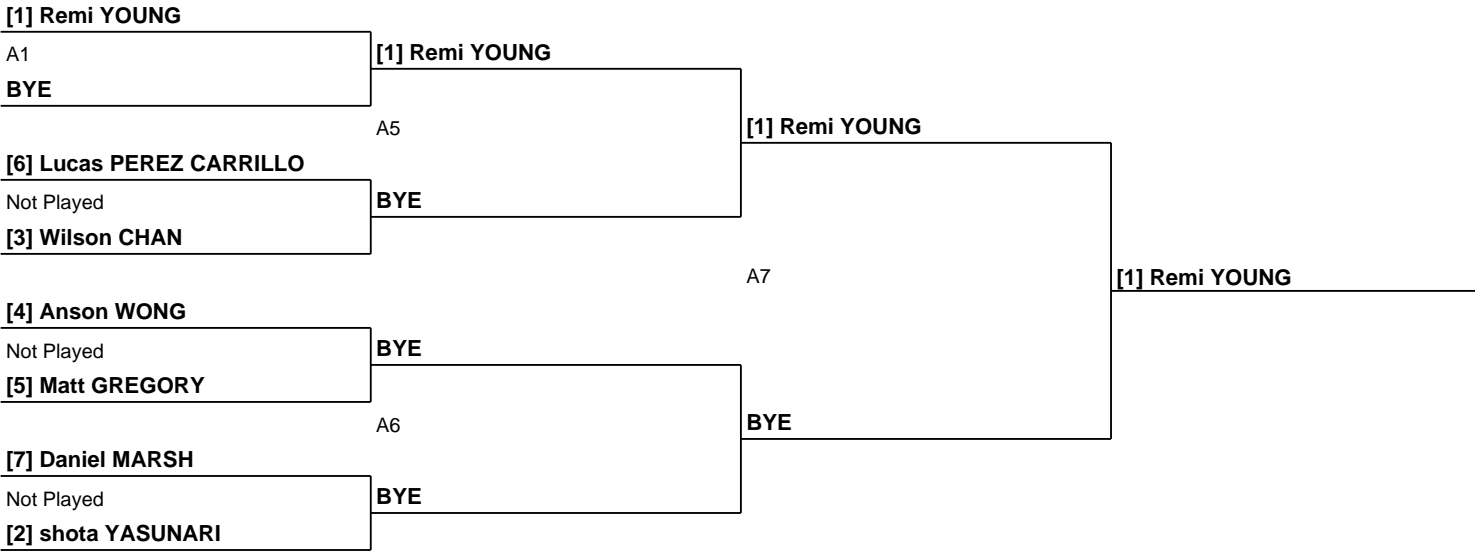 [1] Remi YOUNG
A1
[1] Remi YOUNG
BYE
A5
[1] Remi YOUNG
[6] Lucas PEREZ CARRILLO
Not Played
BYE
[3] Wilson CHAN
A7
[1] Remi YOUNG
[4] Anson WONG
Not Played
BYE
[5] Matt GREGORY
A6
BYE
[7] Daniel MARSH
Not Played
BYE
[2] shota YASUNARI